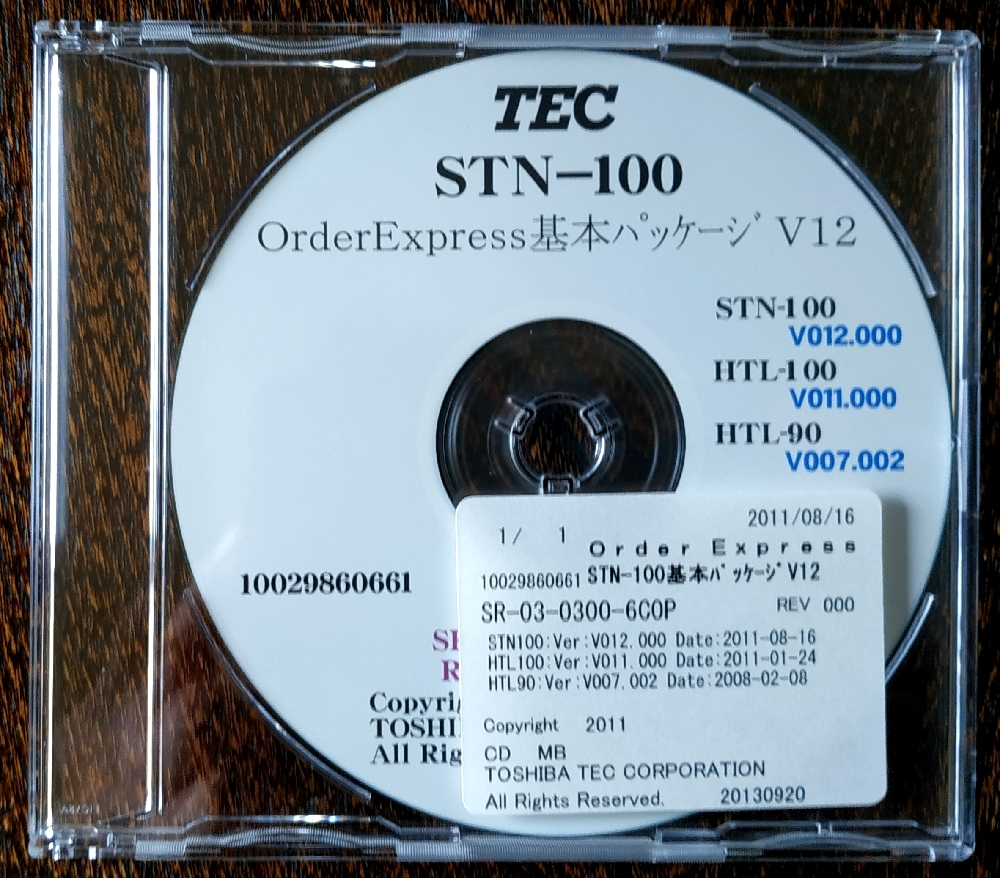 TEC
STN-100
OrderExpress基本パッケージ V12
STN-100
V012.000
HTL-100
V011.000
HTL-90
V007.002
10029860661
Copyri
TOSHI
All Rig
2011/08/16
1/ 1
Order Express
10029860661 STN-100基本パッケージV12
SR-03-0300-6C0P REV 000
STN100:Ver:V012.000 Date:2011-08-16
HTL100:Ver:V011.000 Date:2011-01-24
HTL90:Ver:V007.002 Date:2008-02-08
Copyright 2011
CD MB
TOSHIBA TEC CORPORATION
All Rights Reserved. 20130920